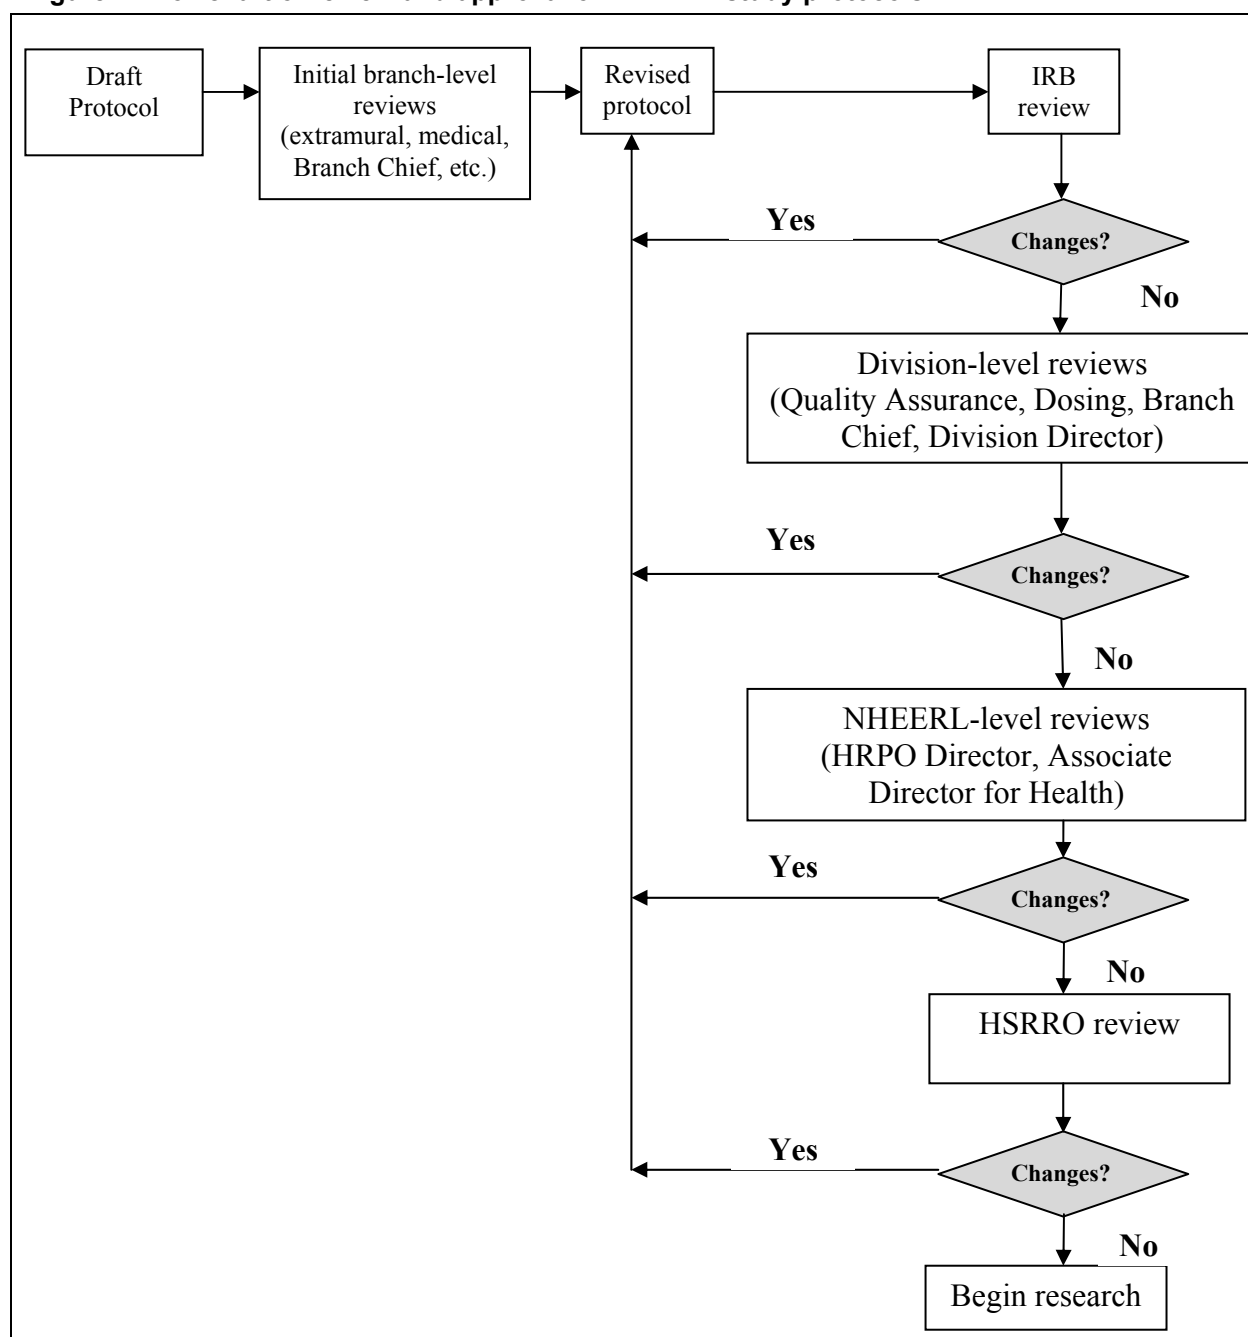 Draft
Protocol
Initial branch-level
reviews
(extramural, medical,
Branch Chief, etc.)
Revised
protocol
IRB
review
Changes?
Yes
No
Division-level reviews
(Quality Assurance, Dosing, Branch
Chief, Division Director)
Changes?
Yes
No
NHEERL-level reviews
(HRPO Director, Associate
Director for Health)
Changes?
Yes
No
HSRRO review
Changes?
Yes
No
Begin research